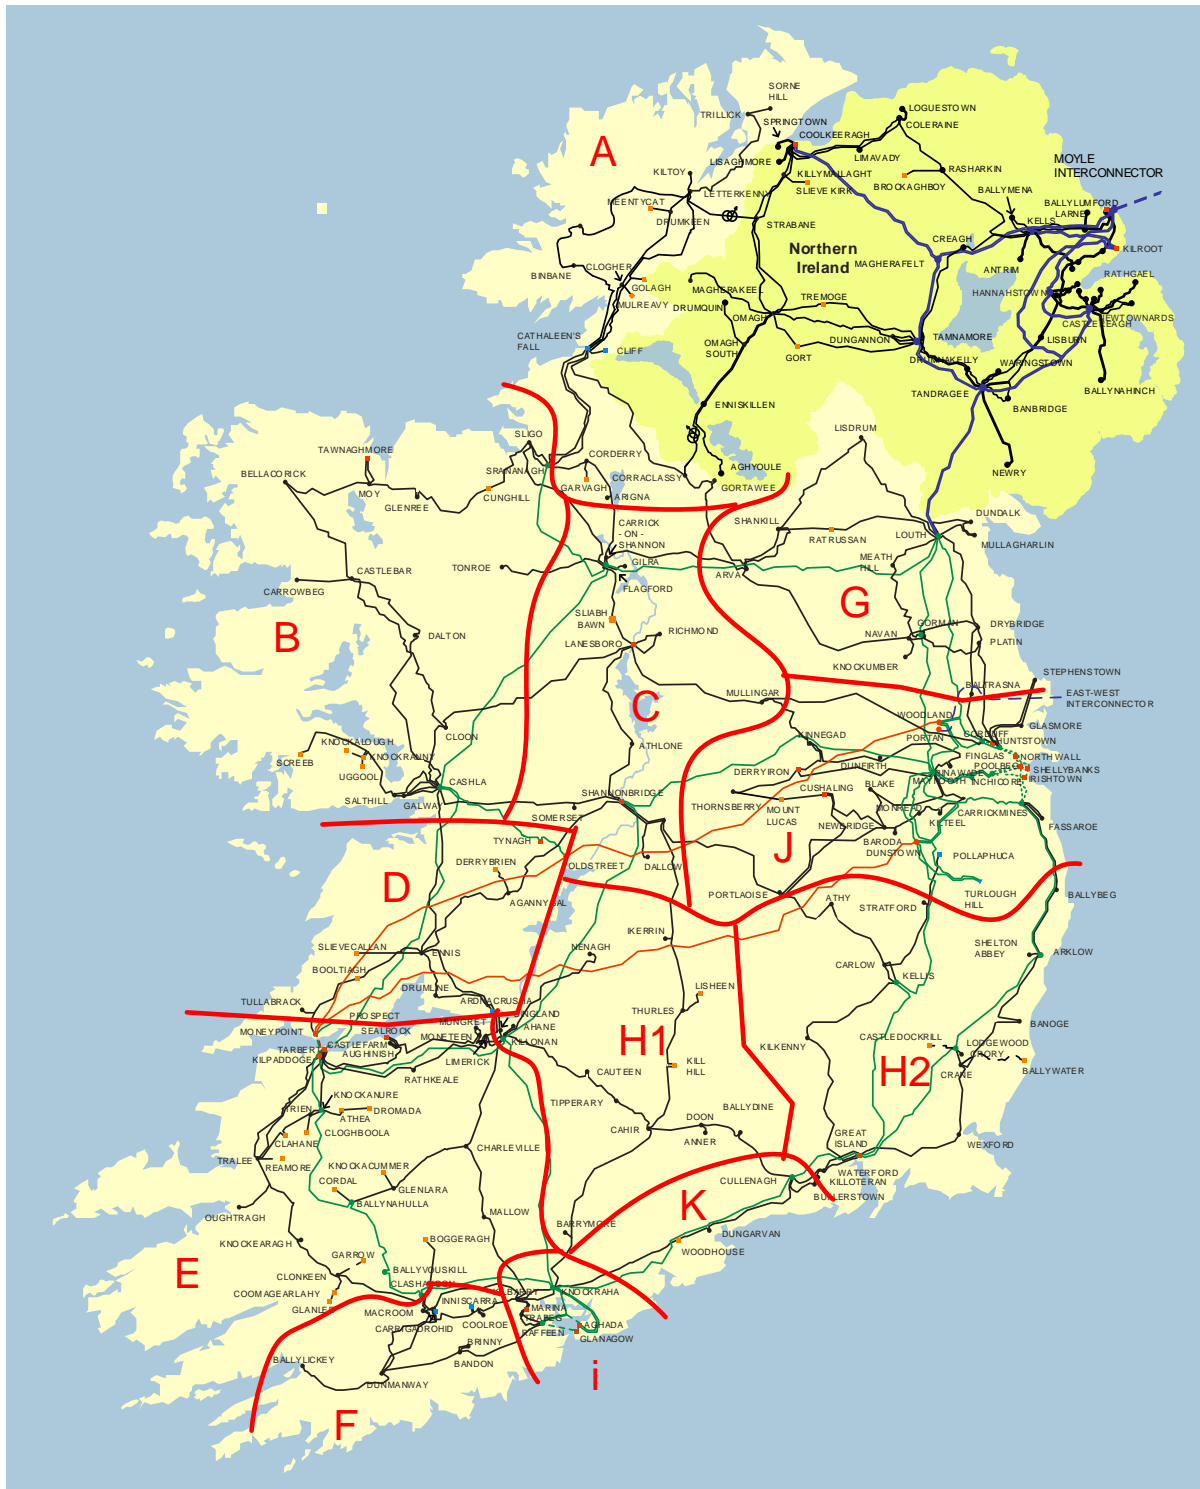 SORNE
HILL
TRILLICK
SPRINGTOWN
COOLKEERAGH
LOGUESTOWN
COLERAINE
A
LISAGHMORE
LIMAVADY
MOYLE
INTERCONNECTOR
KILTOY
KILLYMALLAGHT
SLIEVE KIRK
BROCKAGHBOY
RASHARKIN
BALLYMENA
LETTERKENNY
MEENTYCAT
DRUMKEEN
STRABANE
BALLYLUMFORD
LARNE
KELLS
Northern
Ireland
CREAGH
MAGHERAFELT
ANTRIM
KILROOT
BINBANE
CLOGHER
GOLAGH
MULREAVY
MAGHERAKEEL
DRUMQUIN
TREMOGE
OMAGH
HANNAHSTOWN
RATHGAEL
NEWTOWNARDS
CASTLEREAGH
CATHALEEN'S
FALL
CLIFF
OMAGH
SOUTH
GORT
DUNGANNON
TAMNAMORE
LISBURN
DRUMNAKELLY
WARINGSTOWN
TANDRAGEE
BALLYNAHINCH
ENNISKILLEN
BANBRIDGE
LISDRUM
SLIGO
TAWNAGHMORE
CORDERRY
SRANANAGH
BELLACORICK
CORRACLASSY
AGHYOULE
NEWRY
MOY
CUNGHILL
GARVAGH
ARIGNA
GORTAWEE
GLENREE
DUNDALK
CARRICK
- ON -
SHANNON
SHANKILL
RATRUSSAN
LOUTH
MULLAGHARLIN
TONROE
GILRA
ARVA
MEATH
HILL
CASTLEBAR
CARROWBEG
FLAGFORD
G
SLIABH
BAWN
B
DALTON
RICHMOND
LANESBORO
GORMAN
NAVAN
DRYBRIDGE
PLATIN
KNOCKUMBER
STEPHENSTOWN
BALTRASNA
EAST-WEST
INTERCONNECTOR
MULLINGAR
C
WOODLAND
GLASMORE
CLOON
ATHLONE
KINNEGAD
PORTAN
CORDUFF
HUNTSTOWN
KNOCKALOUGH
KNOCKRANNY
SCREEB
UGGOOL
FINGLAS
NORTH WALL
DUNFIRTH
POOLBEG
SHELLYBANKS
DERRYIRON
MAYNOOTH
INCHICORE
IRISHTOWN
CASHLA
SALTHILL
GALWAY
SHANNONBRIDGE
CUSHALING
BLAKE
THORNSBERRY
MOUNT
LUCAS
MONREAD
CARRICKMINES
SOMERSET
NEWBRIDGE
KILTEEL
FASSAROE
TYNAGH
J
BARODA
DUNSTOWN
POLLAPHUCA
DERRYBRIEN
OLDSTREET
DALLOW
D
PORTLAOISE
TURLOUGH
HILL
BALLYBEG
AGANNYGAL
ATHY
STRATFORD
IKERRIN
SLIEVECALLAN
ENNIS
NENAGH
SHELTON
ABBEY
ARKLOW
BOOLTIAGH
CARLOW
KELLIS
DRUMLINE
LISHEEN
TULLABRACK
ARDNACRUSHA
PROSPECT
SINGLAND
THURLES
MONEYPOINT
MUNGRET
AHANE
BANOGE
SEALROCK
MONETEEN
KILLONAN
H1
CASTLEDOCKRILL
TARBERT
CASTLEFARM
AUGHINISH
KILPADDOGE
LIMERICK
KILKENNY
LODGEWOOD
CRORY
KILL
HILL
H2
CRANE
BALLYWATER
RATHKEALE
CAUTEEN
KNOCKANURE
TIPPERARY
TRIEN
DROMADA
ATHEA
BALLYDINE
CLOGHBOOLA
CAHIR
DOON
ANNER
GREAT
ISLAND
WEXFORD
CLAHANE
CHARLEVILLE
TRALEE
REAMORE
KNOCKACUMMER
CORDAL
WATERFORD
CULLENAGH
KILLOTERAN
BUTLERSTOWN
GLENLARA
BALLYNAHULLA
OUGHTRAGH
MALLOW
K
BARRYMORE
DUNGARVAN
KNOCKEARAGH
BOGGERAGH
WOODHOUSE
GARROW
E
BALLYVOUSKILL
CLONKEEN
CLASHAVOON
COOMAGEARLAHY
KILBARRY
KNOCKRAHA
GLANLEE
INNISCARRA
MARINA
MACROOM
TRABEG
AGHADA
CARRIGADROHID
COOLROE
RAFFEEN
GLANAGOW
BRINNY
BALLYLICKEY
BANDON
i
DUNMANWAY
F